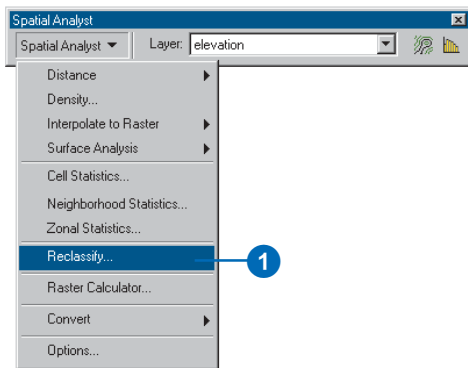 Spatial Analyst
Spatial Analyst Layer: elevation
Distance
Density...
Interpolate to Raster
Surface Analysis
Cell Statistics...
Neighborhood Statistics...
Zonal Statistics...
Reclassify...
1
Raster Calculator...
Convert
Options...